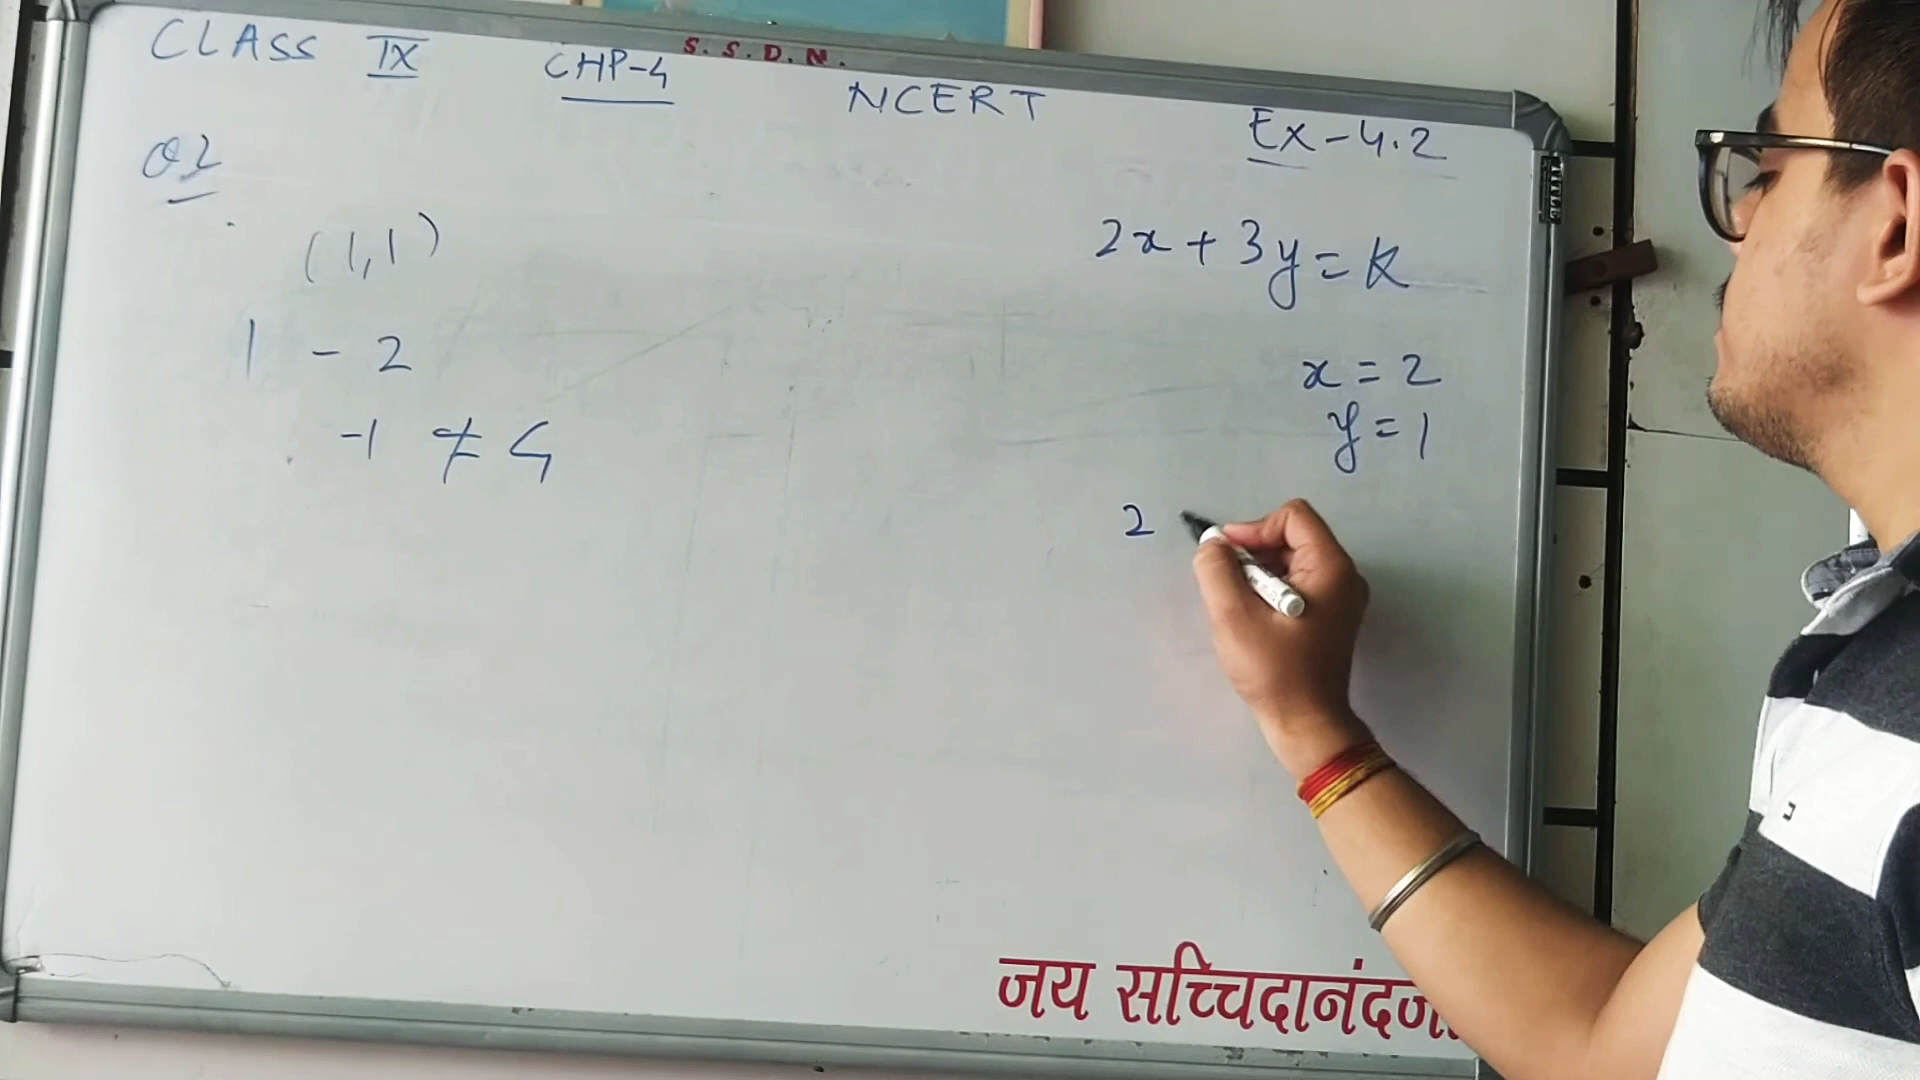 S. S. D. N.
CLASS IX CHP-4 NCERT Ex-4.2
(1,1)
1 - 2
-1 ≠ 4
2x + 3y = K
x = 2
y = 1
2
जय सच्चिदानंद